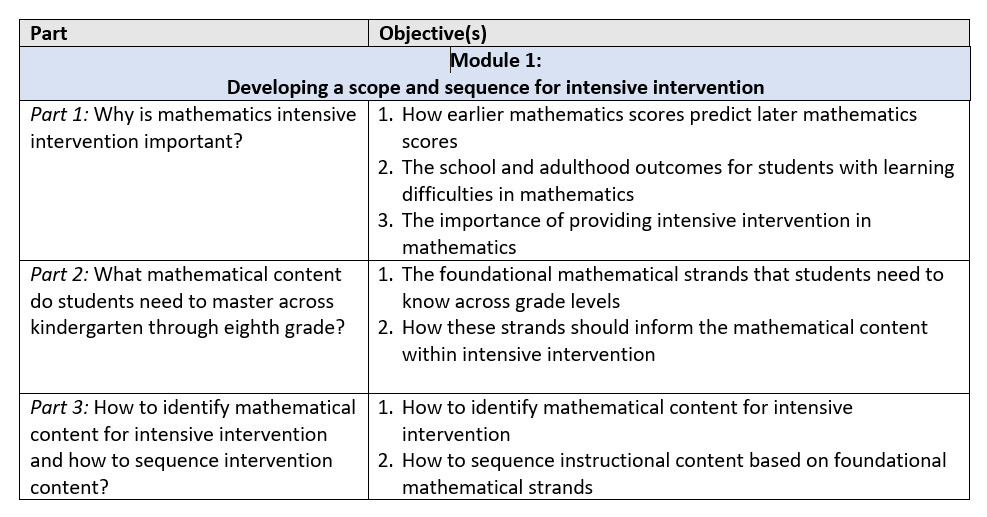 Part Objective(s)
Module 1:
Developing a scope and sequence for intensive intervention
Part 1: Why is mathematics intensive
intervention important?
1. How earlier mathematics scores predict later mathematics
scores
2. The school and adulthood outcomes for students with learning
difficulties in mathematics
3. The importance of providing intensive intervention in
mathematics
Part 2: What mathematical content
do students need to master across
kindergarten through eighth grade?
1. The foundational mathematical strands that students need to
know across grade levels
2. How these strands should inform the mathematical content
within intensive intervention
Part 3: How to identify mathematical
content for intensive intervention
and how to sequence intervention
content?
1. How to identify mathematical content for intensive
intervention
2. How to sequence instructional content based on foundational
mathematical strands